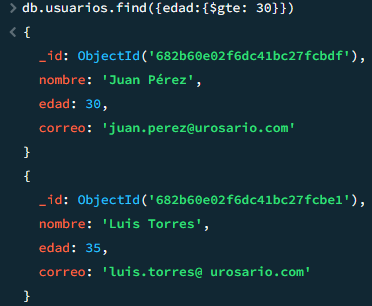 > db.usuarios.find({edad:{$gte: 30}})
< {
_id: ObjectId('682b60e02f6dc41bc27fcbdf'),
nombre: 'Juan Pérez',
edad: 30,
correo: 'juan.perez@urosario.com'
}
{
_id: ObjectId('682b60e02f6dc41bc27fcbe1'),
nombre: 'Luis Torres',
edad: 35,
correo: 'luis.torres@ urosario.com'
}